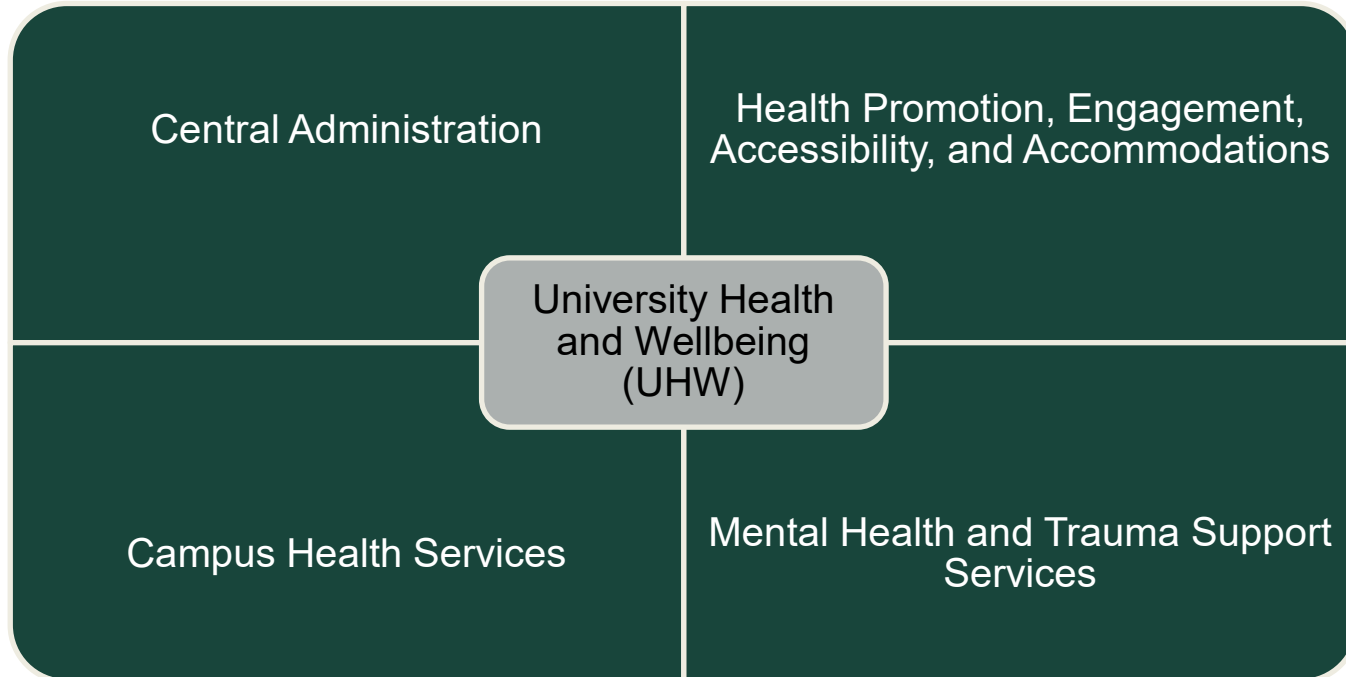 Central Administration
Health Promotion, Engagement,
Accessibility, and Accommodations
University Health
and Wellbeing
(UHW)
Campus Health Services
Mental Health and Trauma Support
Services